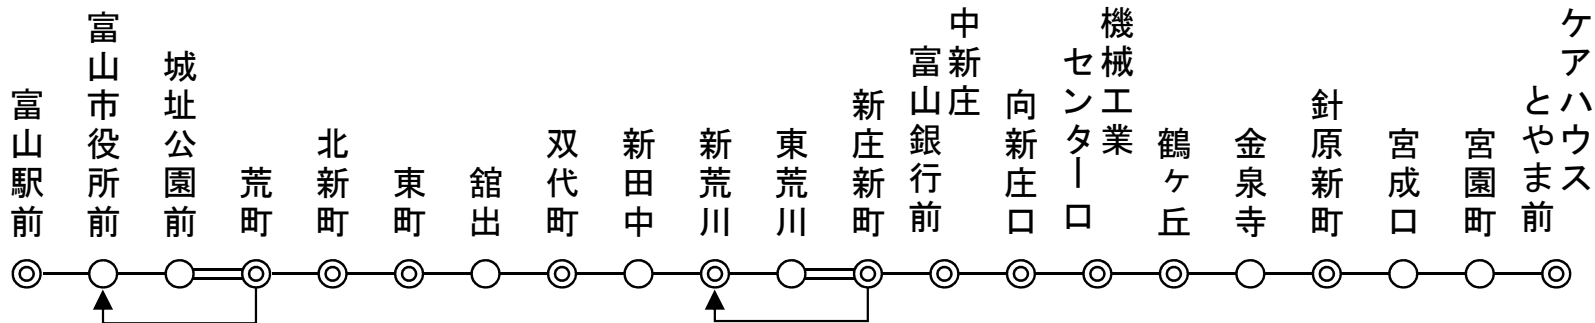 富山駅前
富山市役所前
城址公園前
荒町
北新町
東町
舘出
双代町
新田中
新荒川
東荒川
新庄新町
中新庄
富山銀行前
向新庄口
機械工業
センター口
鶴ヶ丘
金泉寺
針原新町
宮成口
宮園町
ケアハウス
とやま前